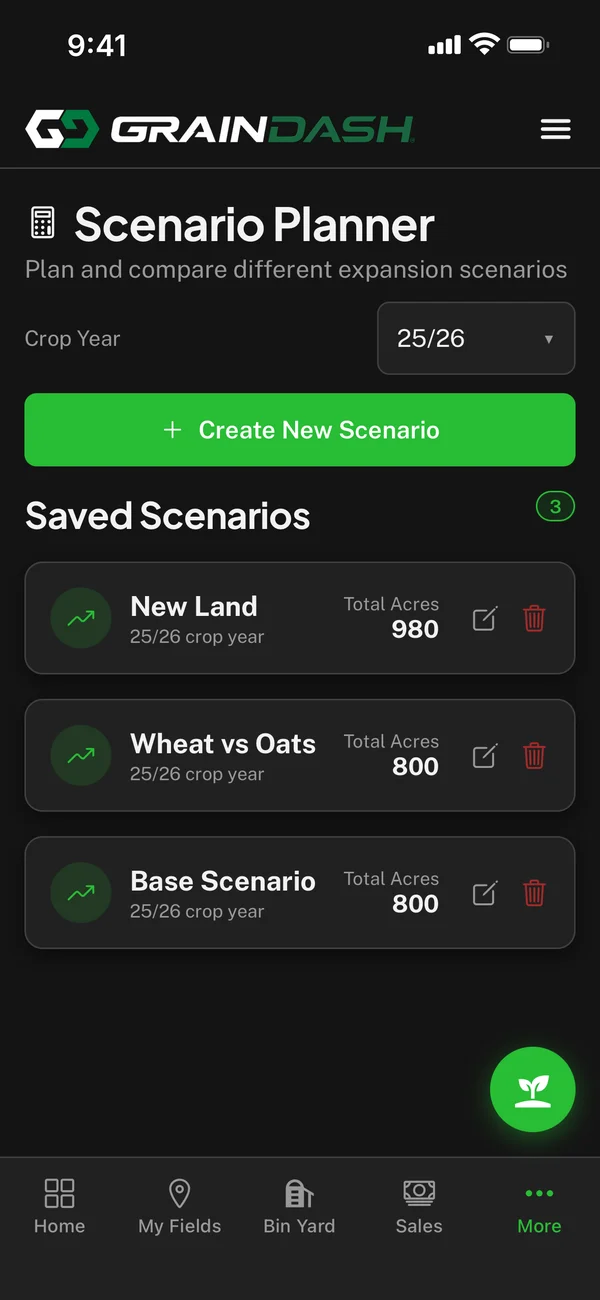 9:41
GRAINDASH
Scenario Planner
Plan and compare different expansion scenarios
Crop Year
25/26
+ Create New Scenario
Saved Scenarios
3
New Land
25/26 crop year
Total Acres
980
Wheat vs Oats
25/26 crop year
Total Acres
800
Base Scenario
25/26 crop year
Total Acres
800
Home
My Fields
Bin Yard
Sales
More